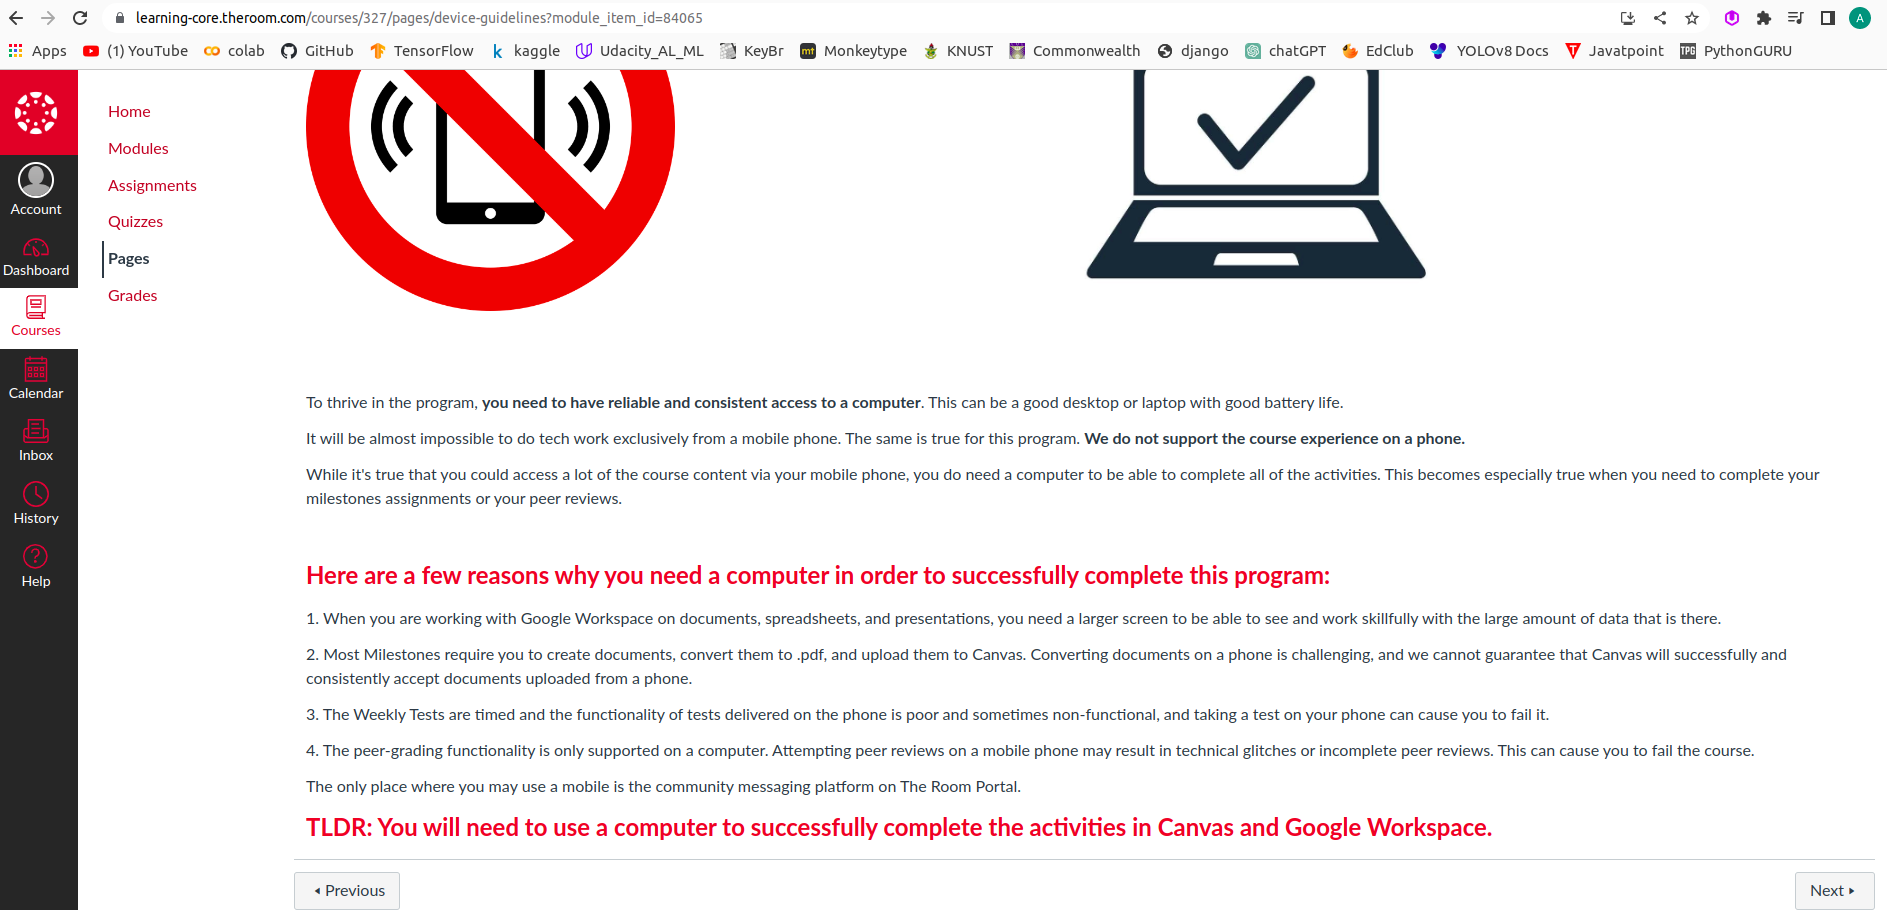 learning-core.theroom.com/courses/327/pages/device-guidelines?module_item_id=84065
A
Apps
(1) YouTube
colab
GitHub
TensorFlow
k kaggle
Udacity_AL_ML
KeyBr
mt Monkeytype
KNUST
Commonwealth
django
chatGPT
EdClub
YOLOv8 Docs
Javatpoint
TPG PythonGURU
Account
Dashboard
Courses
Calendar
Inbox
History
Help
Home
Modules
Assignments
Quizzes
Pages
Grades
To thrive in the program, you need to have reliable and consistent access to a computer. This can be a good desktop or laptop with good battery life.
It will be almost impossible to do tech work exclusively from a mobile phone. The same is true for this program. We do not support the course experience on a phone.
While it's true that you could access a lot of the course content via your mobile phone, you do need a computer to be able to complete all of the activities. This becomes especially true when you need to complete your
milestones assignments or your peer reviews.
Here are a few reasons why you need a computer in order to successfully complete this program:
1. When you are working with Google Workspace on documents, spreadsheets, and presentations, you need a larger screen to be able to see and work skillfully with the large amount of data that is there.
2. Most Milestones require you to create documents, convert them to .pdf, and upload them to Canvas. Converting documents on a phone is challenging, and we cannot guarantee that Canvas will successfully and
consistently accept documents uploaded from a phone.
3. The Weekly Tests are timed and the functionality of tests delivered on the phone is poor and sometimes non-functional, and taking a test on your phone can cause you to fail it.
4. The peer-grading functionality is only supported on a computer. Attempting peer reviews on a mobile phone may result in technical glitches or incomplete peer reviews. This can cause you to fail the course.
The only place where you may use a mobile is the community messaging platform on The Room Portal.
TLDR: You will need to use a computer to successfully complete the activities in Canvas and Google Workspace.
Previous
Next